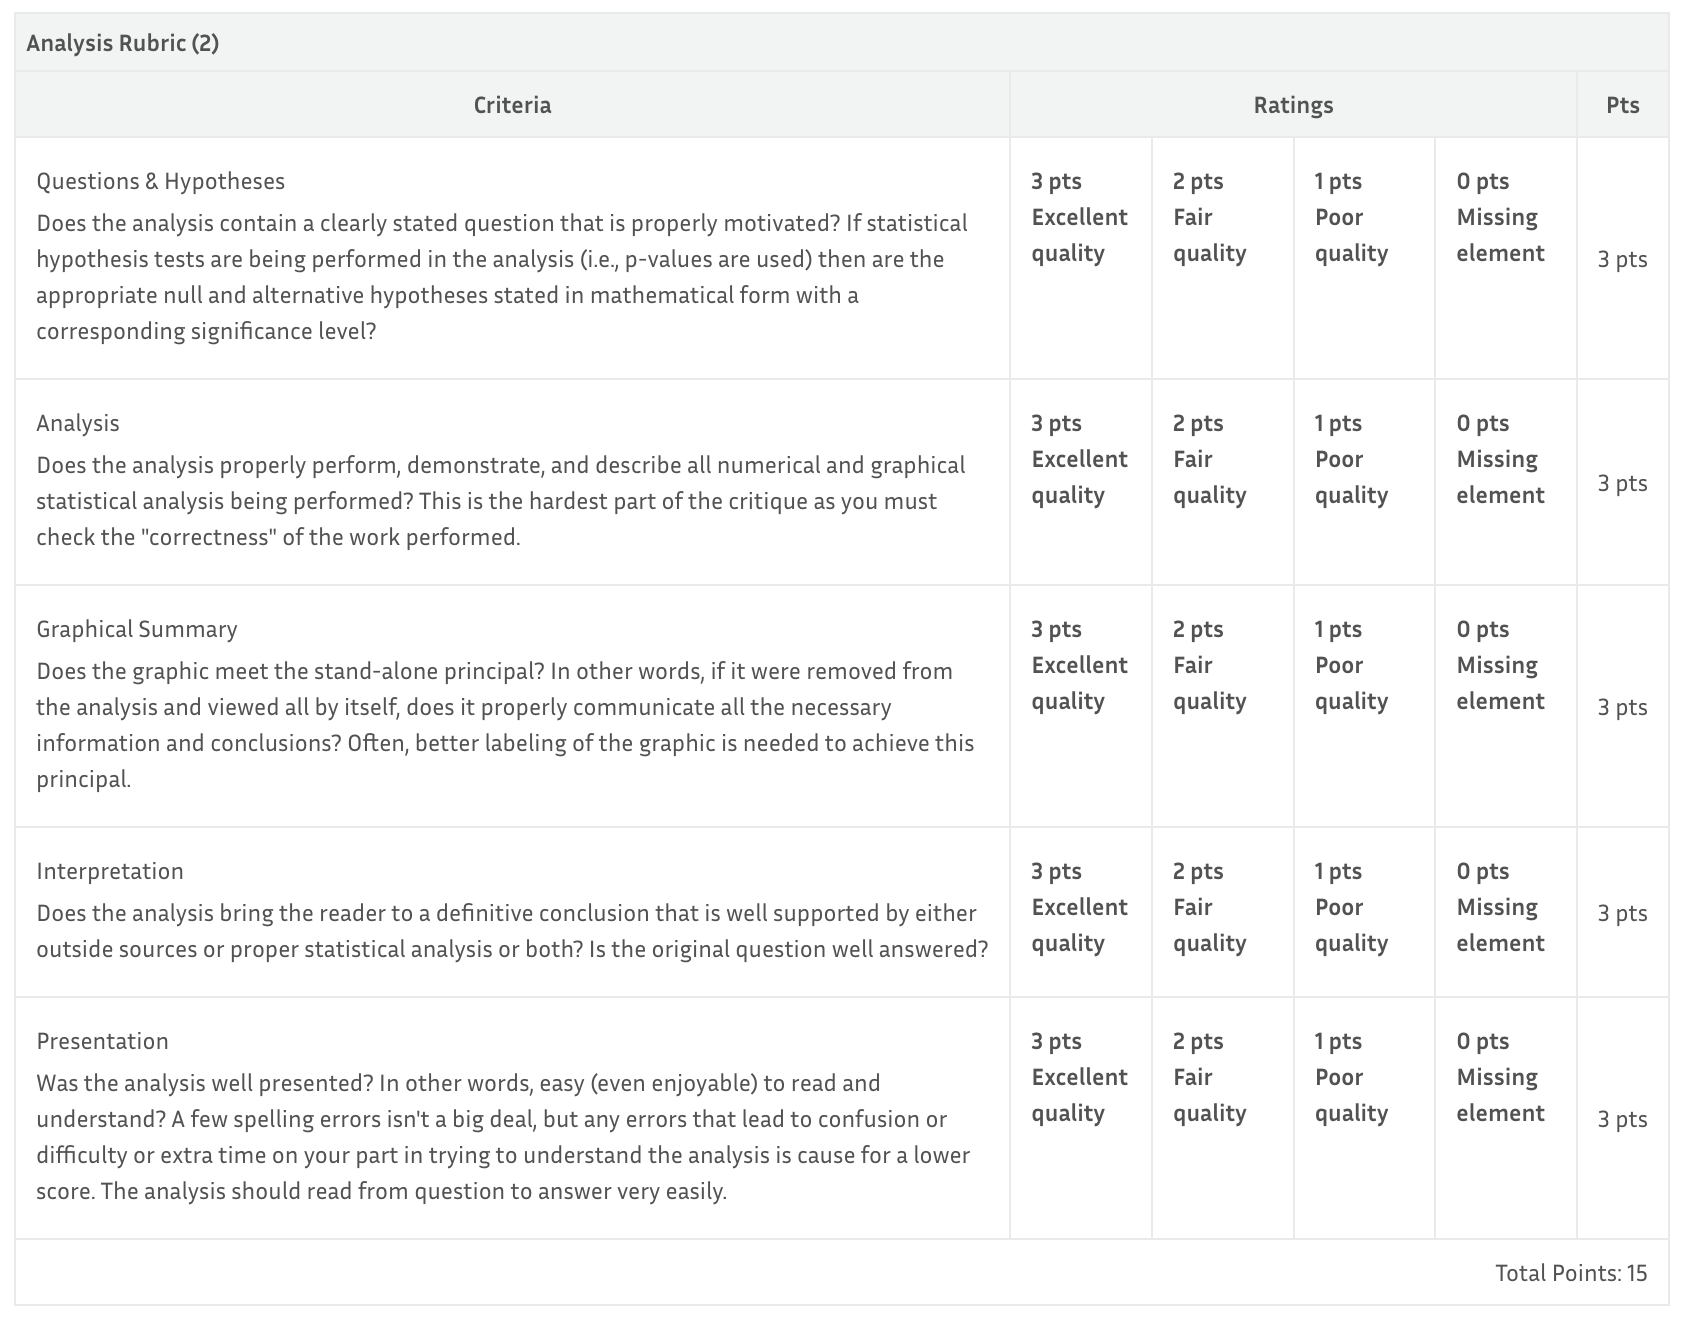 Analysis Rubric (2)
Criteria
Ratings
Pts
Questions & Hypotheses
Does the analysis contain a clearly stated question that is properly motivated? If statistical
hypothesis tests are being performed in the analysis (i.e., p-values are used) then are the
appropriate null and alternative hypotheses stated in mathematical form with a
corresponding significance level?
3 pts
Excellent
quality
2 pts
Fair
quality
1 pts
Poor
quality
0 pts
Missing
element
3 pts
Analysis
Does the analysis properly perform, demonstrate, and describe all numerical and graphical
statistical analysis being performed? This is the hardest part of the critique as you must
check the "correctness" of the work performed.
3 pts
Excellent
quality
2 pts
Fair
quality
1 pts
Poor
quality
0 pts
Missing
element
3 pts
Graphical Summary
Does the graphic meet the stand-alone principal? In other words, if it were removed from
the analysis and viewed all by itself, does it properly communicate all the necessary
information and conclusions? Often, better labeling of the graphic is needed to achieve this
principal.
3 pts
Excellent
quality
2 pts
Fair
quality
1 pts
Poor
quality
0 pts
Missing
element
3 pts
Interpretation
Does the analysis bring the reader to a definitive conclusion that is well supported by either
outside sources or proper statistical analysis or both? Is the original question well answered?
3 pts
Excellent
quality
2 pts
Fair
quality
1 pts
Poor
quality
0 pts
Missing
element
3 pts
Presentation
Was the analysis well presented? In other words, easy (even enjoyable) to read and
understand? A few spelling errors isn't a big deal, but any errors that lead to confusion or
difficulty or extra time on your part in trying to understand the analysis is cause for a lower
score. The analysis should read from question to answer very easily.
3 pts
Excellent
quality
2 pts
Fair
quality
1 pts
Poor
quality
0 pts
Missing
element
3 pts
Total Points: 15